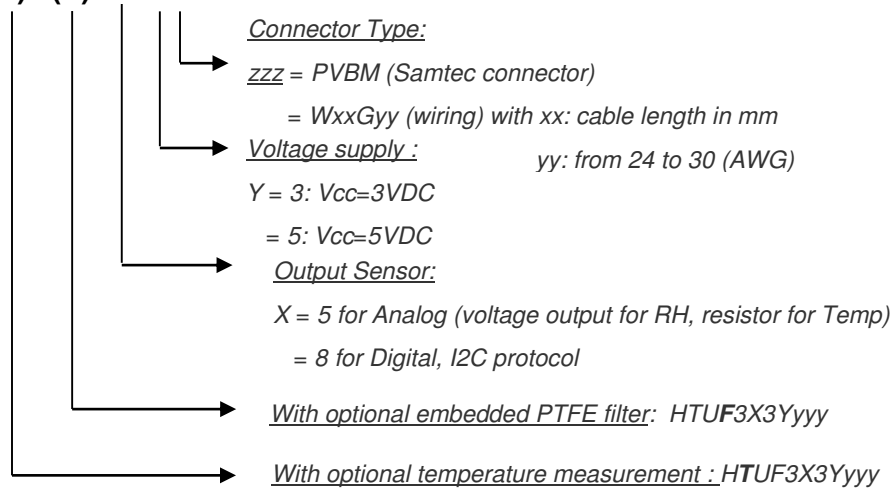 Connector Type:
zzz = PVBM (Samtec connector)
= WxxGyy (wiring) with xx: cable length in mm
Voltage supply : yy: from 24 to 30 (AWG)
Y = 3: Vcc=3VDC
= 5: Vcc=5VDC
Output Sensor:
X = 5 for Analog (voltage output for RH, resistor for Temp)
= 8 for Digital, I2C protocol
With optional embedded PTFE filter: HTUF3X3Yyyy
With optional temperature measurement : HTUF3X3Yyyy